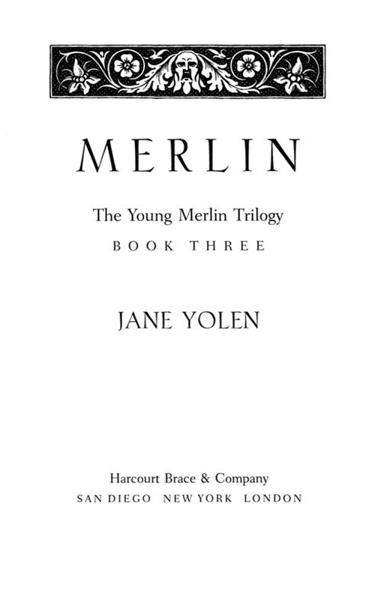 MERLIN
The Young Merlin Trilogy
BOOK THREE
JANE YOLEN
Harcourt Brace & Company
SAN DIEGO NEW YORK LONDON